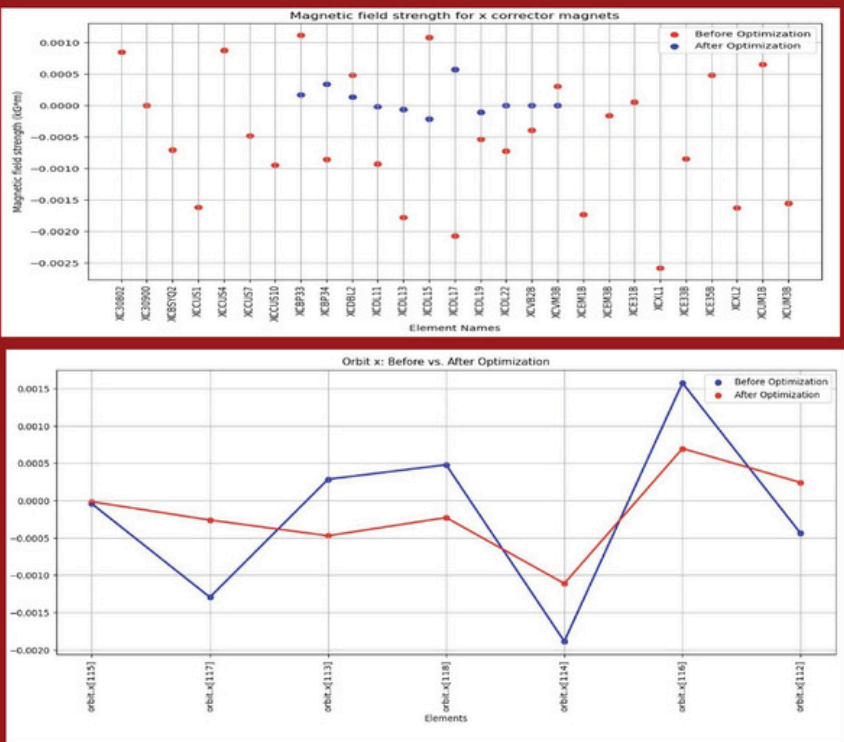 Magnetic field strength for x corrector magnets
Before Optimization
After Optimization
0.0010
0.0005
0.0000
−0.0005
−0.0010
−0.0015
−0.0020
−0.0025
Magnetic field strength (kG*m)
XC30802
XC30900
XCBSYQ2
XCCUS1
XCCUS4
XCCUS7
XCCUS10
XCBP33
XCBP34
XCDBL2
XCDL11
XCDL13
XCDL15
XCDL17
XCDL19
XCDL22
XCVB2B
XCVM3B
XCEM1B
XCEM3B
XCE31B
XCXL1
XCE33B
XCE35B
XCXL2
XCUM1B
XCUM3B
Element Names
Orbit x: Before vs. After Optimization
Before Optimization
After Optimization
0.0015
0.0010
0.0005
0.0000
−0.0005
−0.0010
−0.0015
−0.0020
orbit.x[115]
orbit.x[117]
orbit.x[113]
orbit.x[118]
orbit.x[114]
orbit.x[116]
orbit.x[112]
Elements